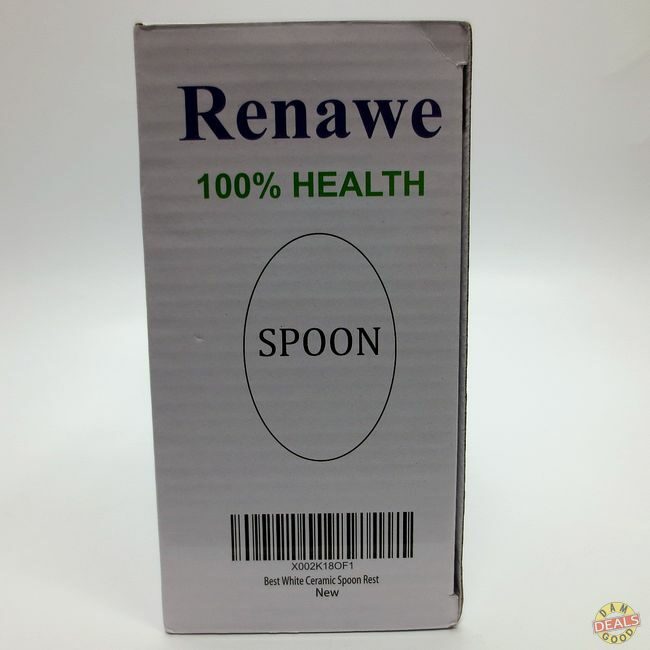 Renawe
100% HEALTH
SPOON
X002K18OF1
Best White Ceramic Spoon Rest
New
DAM
DEALS
GOOD